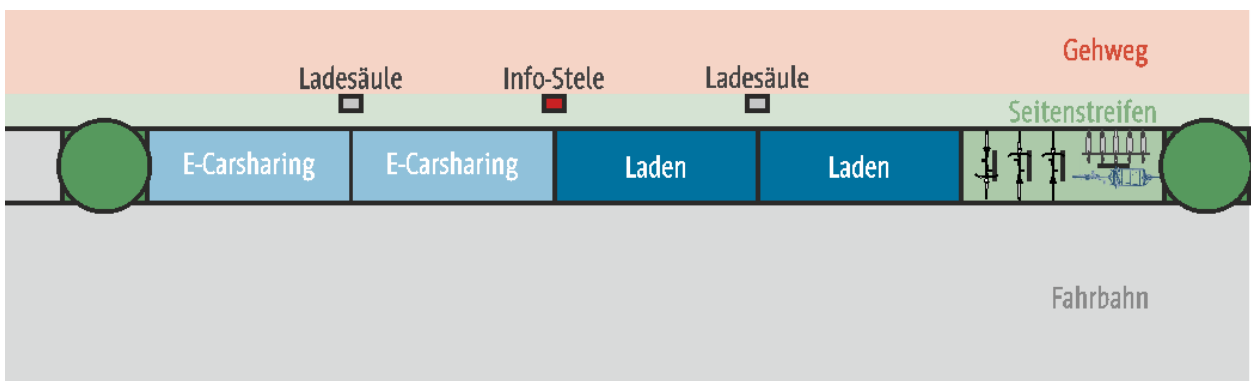 Gehweg
Ladesäule
Info-Stele
Ladesäule
Seitenstreifen
E-Carsharing
E-Carsharing
Laden
Laden
Fahrbahn